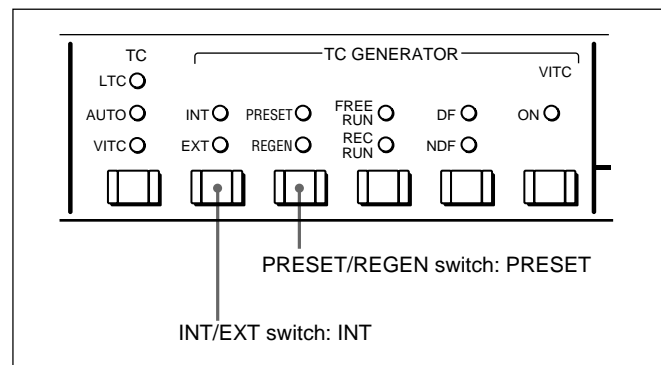 TC
TC GENERATOR
LTC
VITC
AUTO
INT
PRESET
FREE
RUN
DF
ON
VITC
EXT
REGEN
REC
RUN
NDF
PRESET/REGEN switch: PRESET
INT/EXT switch: INT